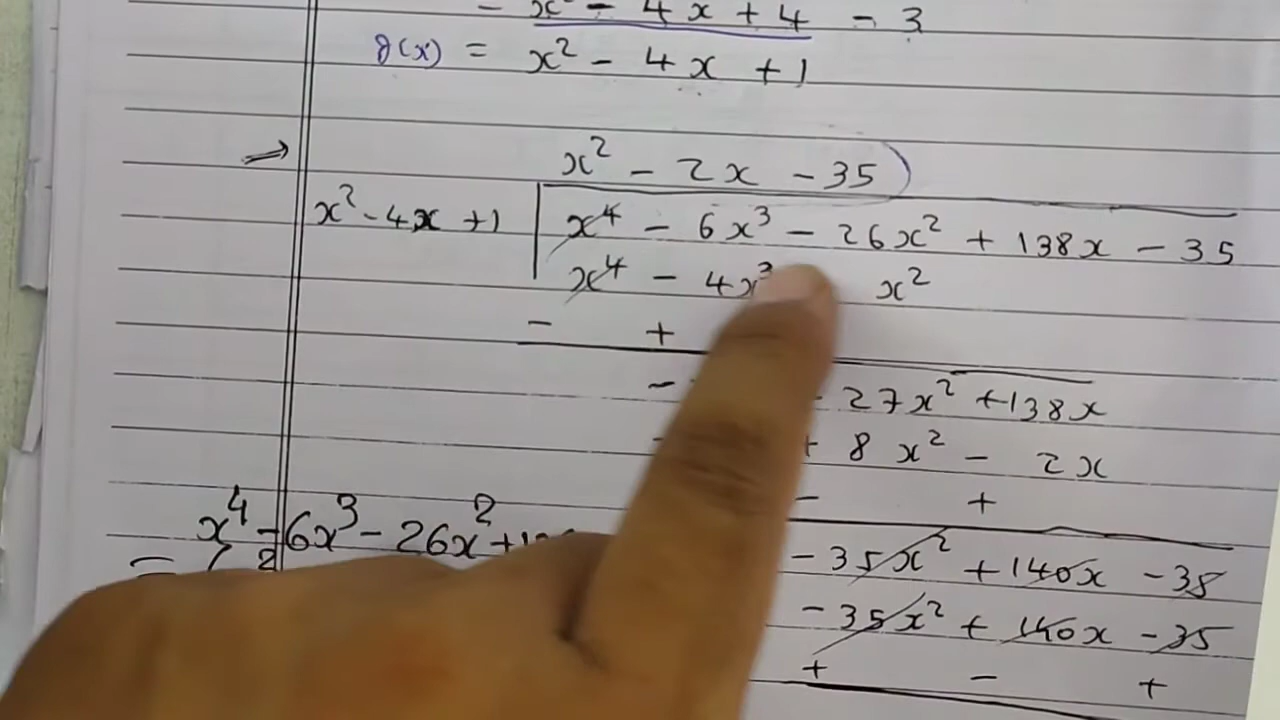 - x² - 4x + 4 - 3
g(x) = x² - 4x + 1
⇒ x² - 2x - 35
x² - 4x + 1 | x⁴ - 6x³ - 26x² + 138x - 35
x⁴ - 4x³ x²
- +
- - 27x² + 138x
- + 8x² - 2x
- +
x⁴ - 6x³ - 26x² +
- 35x² + 140x - 35
= (
- 35x² + 140x - 35
+ - +